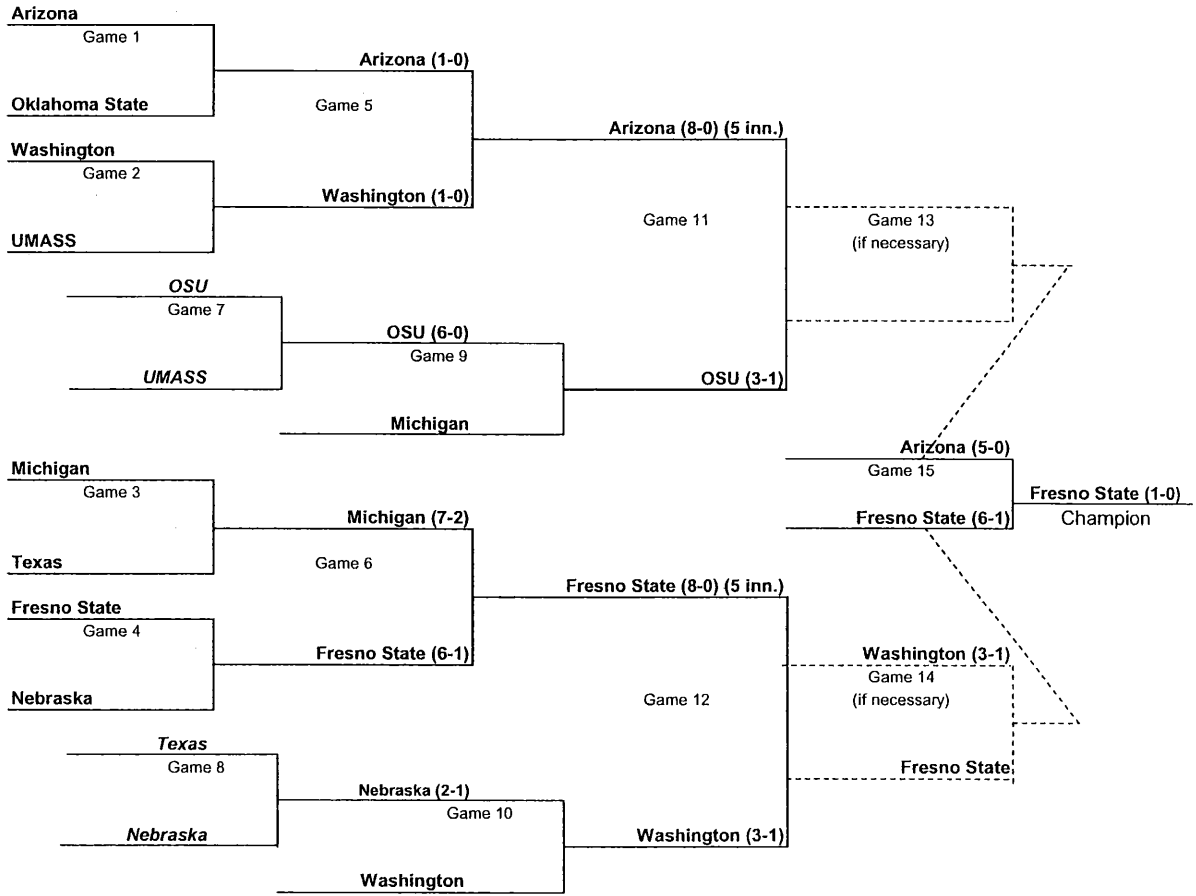 Arizona
Game 1
Arizona (1-0)
Oklahoma State
Game 5
Arizona (8-0) (5 inn.)
Washington
Game 2
Washington (1-0)
UMASS
Game 11
Game 13
(if necessary)
OSU
Game 7
OSU (6-0)
Game 9
UMASS
OSU (3-1)
Michigan
Michigan
Game 3
Michigan (7-2)
Texas
Game 6
Arizona (5-0)
Game 15
Fresno State (6-1)
Fresno State (1-0)
Champion
Fresno State (8-0) (5 inn.)
Fresno State
Game 4
Fresno State (6-1)
Nebraska
Game 12
Washington (3-1)
Game 14
(if necessary)
Fresno State
Texas
Game 8
Nebraska (2-1)
Game 10
Nebraska
Washington (3-1)
Washington